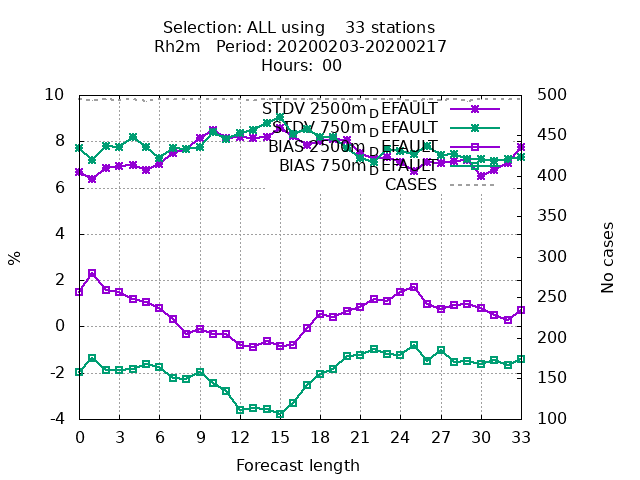 Selection: ALL using 33 stations
Rh2m Period: 20200203-20200217
Hours: 00
STDV 2500m_DEFAULT
STDV 750m_DEFAULT
BIAS 2500m_DEFAULT
BIAS 750m_DEFAULT
CASES
10
8
6
4
2
0
-2
-4
%
500
450
400
350
300
250
200
150
100
No cases
0 3 6 9 12 15 18 21 24 27 30 33
Forecast length